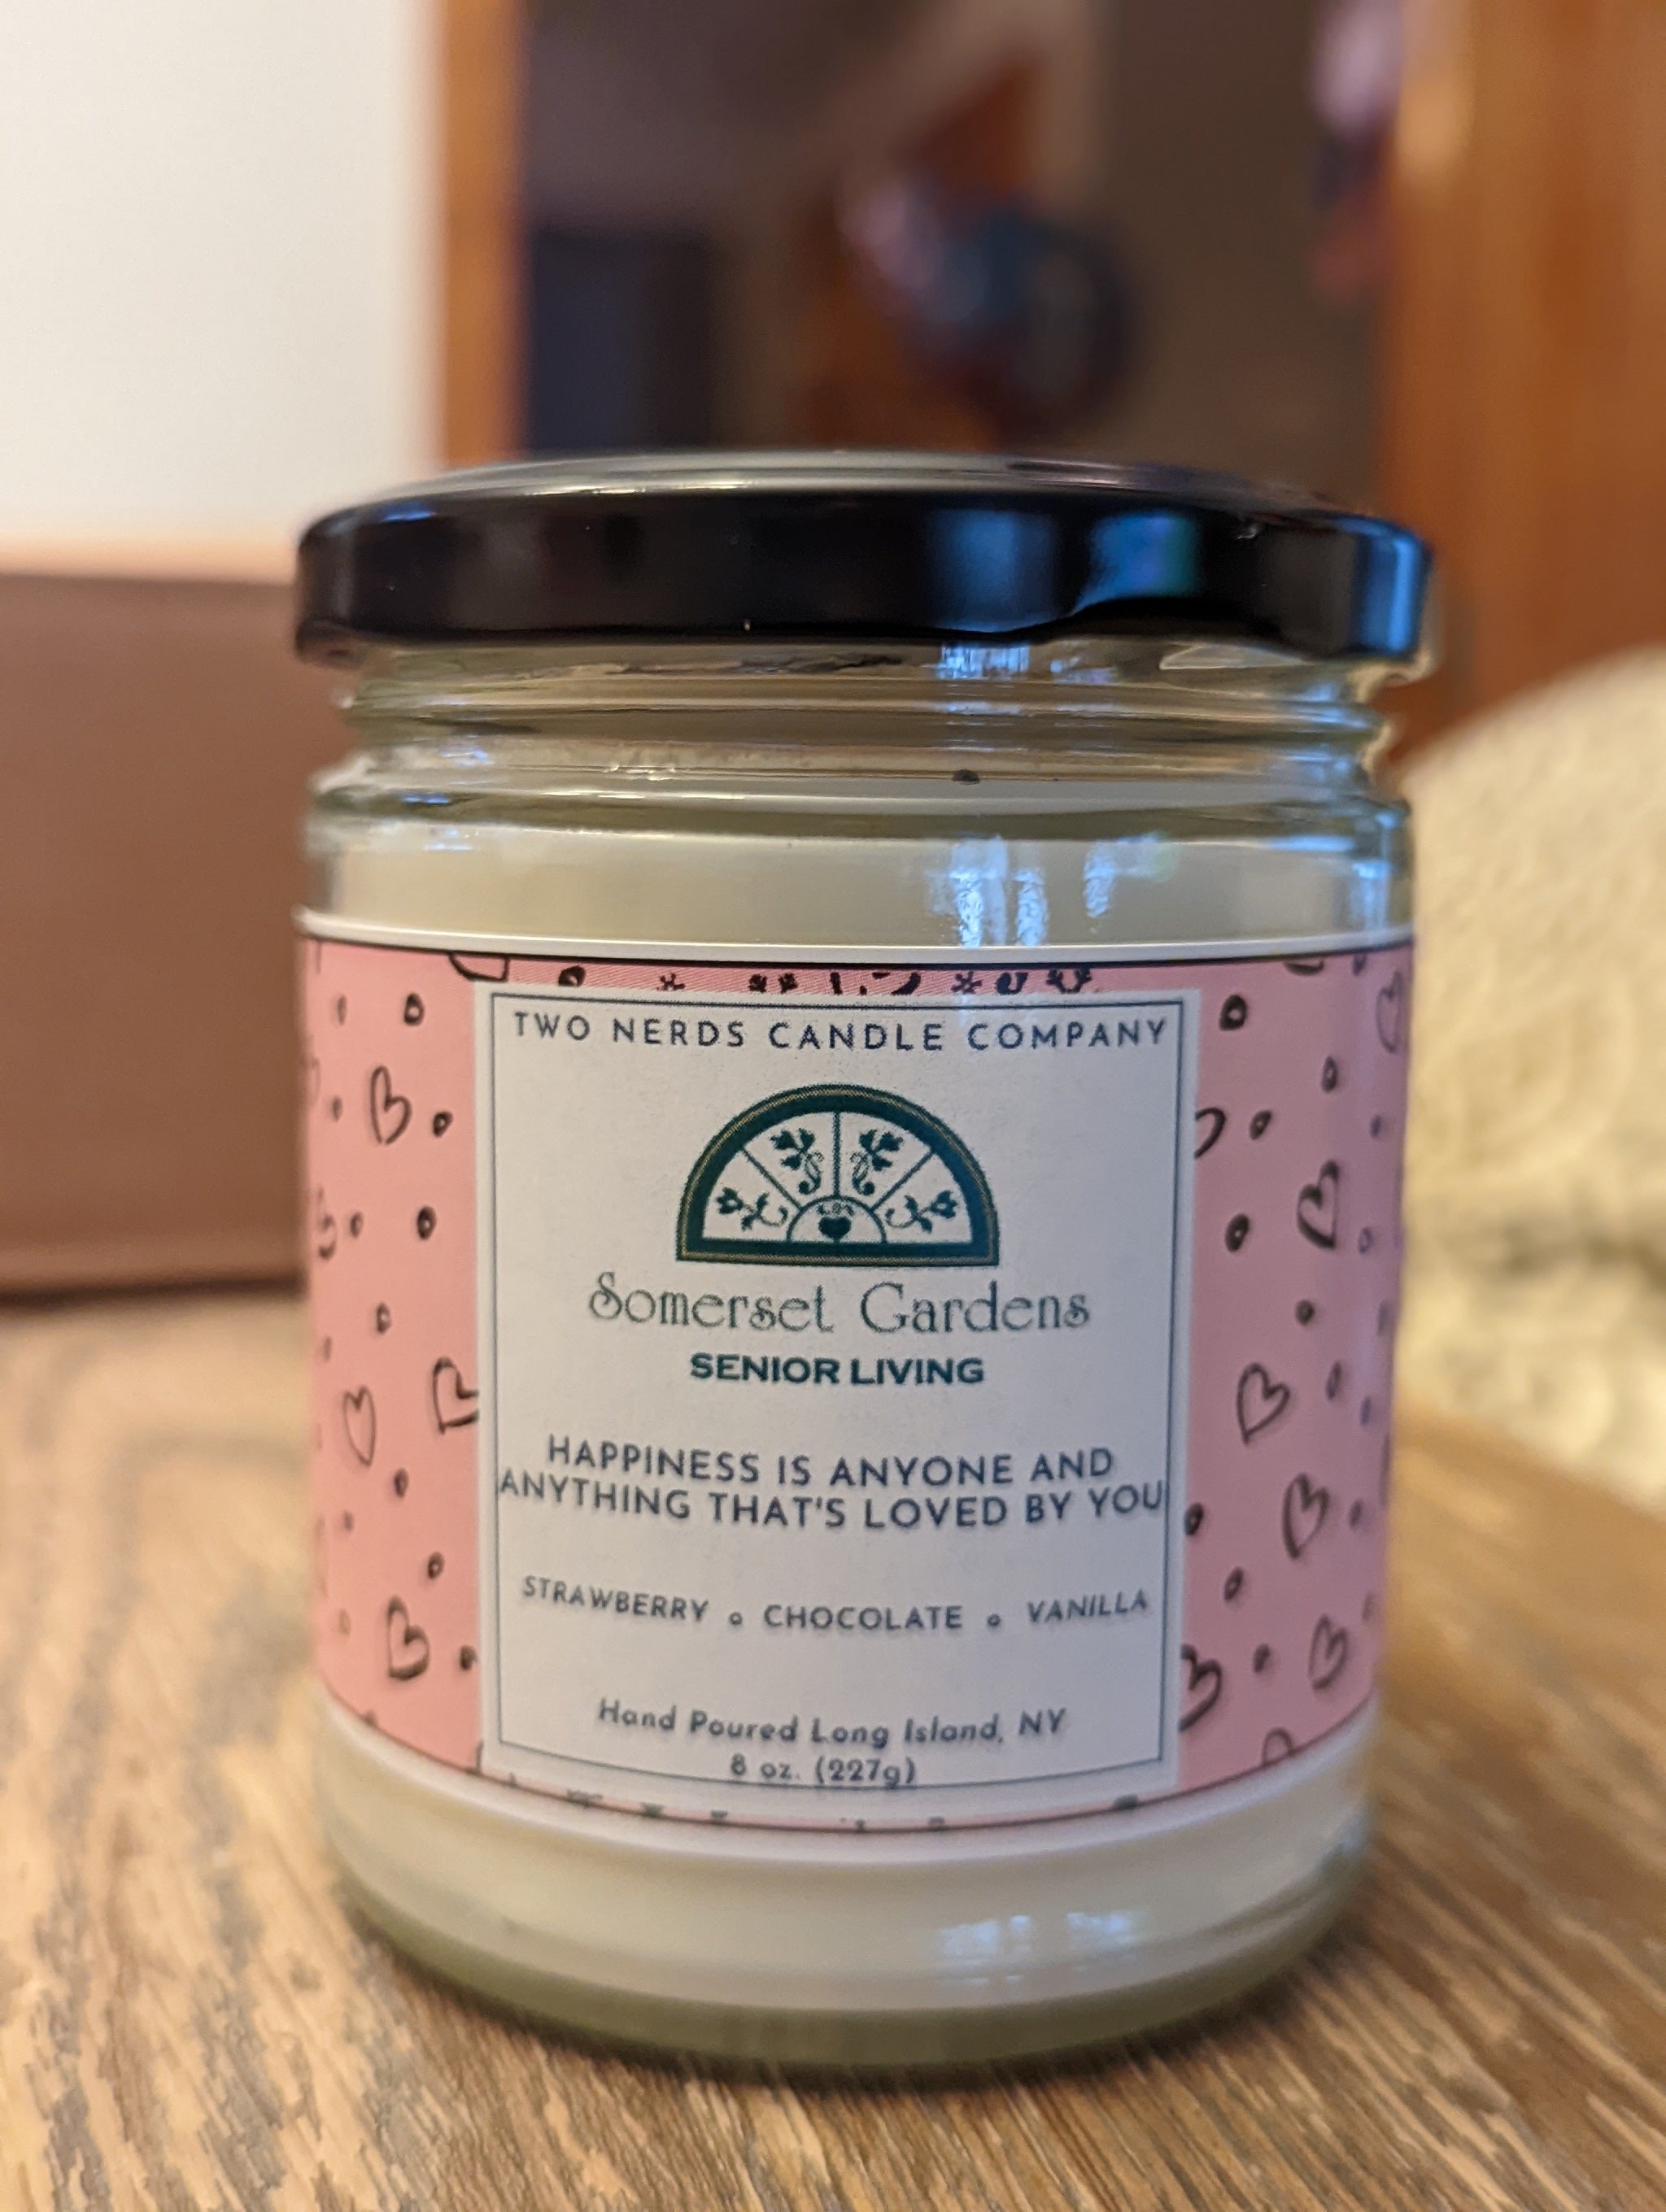 TWO NERDS CANDLE COMPANY
Somerset Gardens
SENIOR LIVING
HAPPINESS IS ANYONE AND
ANYTHING THAT'S LOVED BY YOU
STRAWBERRY o CHOCOLATE o VANILLA
Hand Poured Long Island, NY
8 oz. (227g)